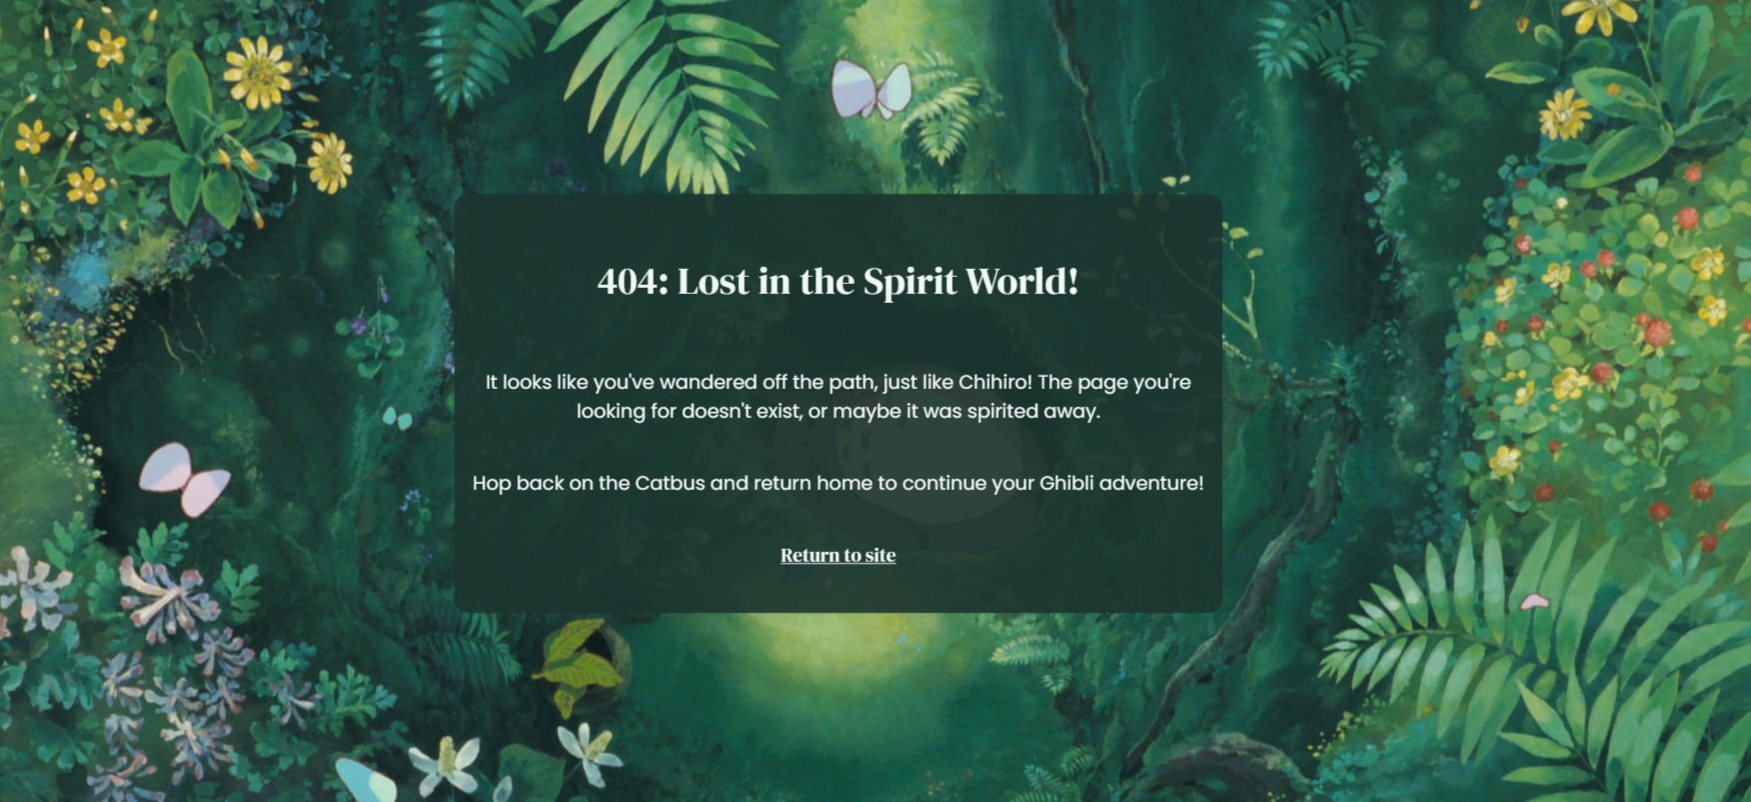 404: Lost in the Spirit World!
It looks like you've wandered off the path, just like Chihiro! The page you're
looking for doesn't exist, or maybe it was spirited away.
Hop back on the Catbus and return home to continue your Ghibli adventure!
Return to site